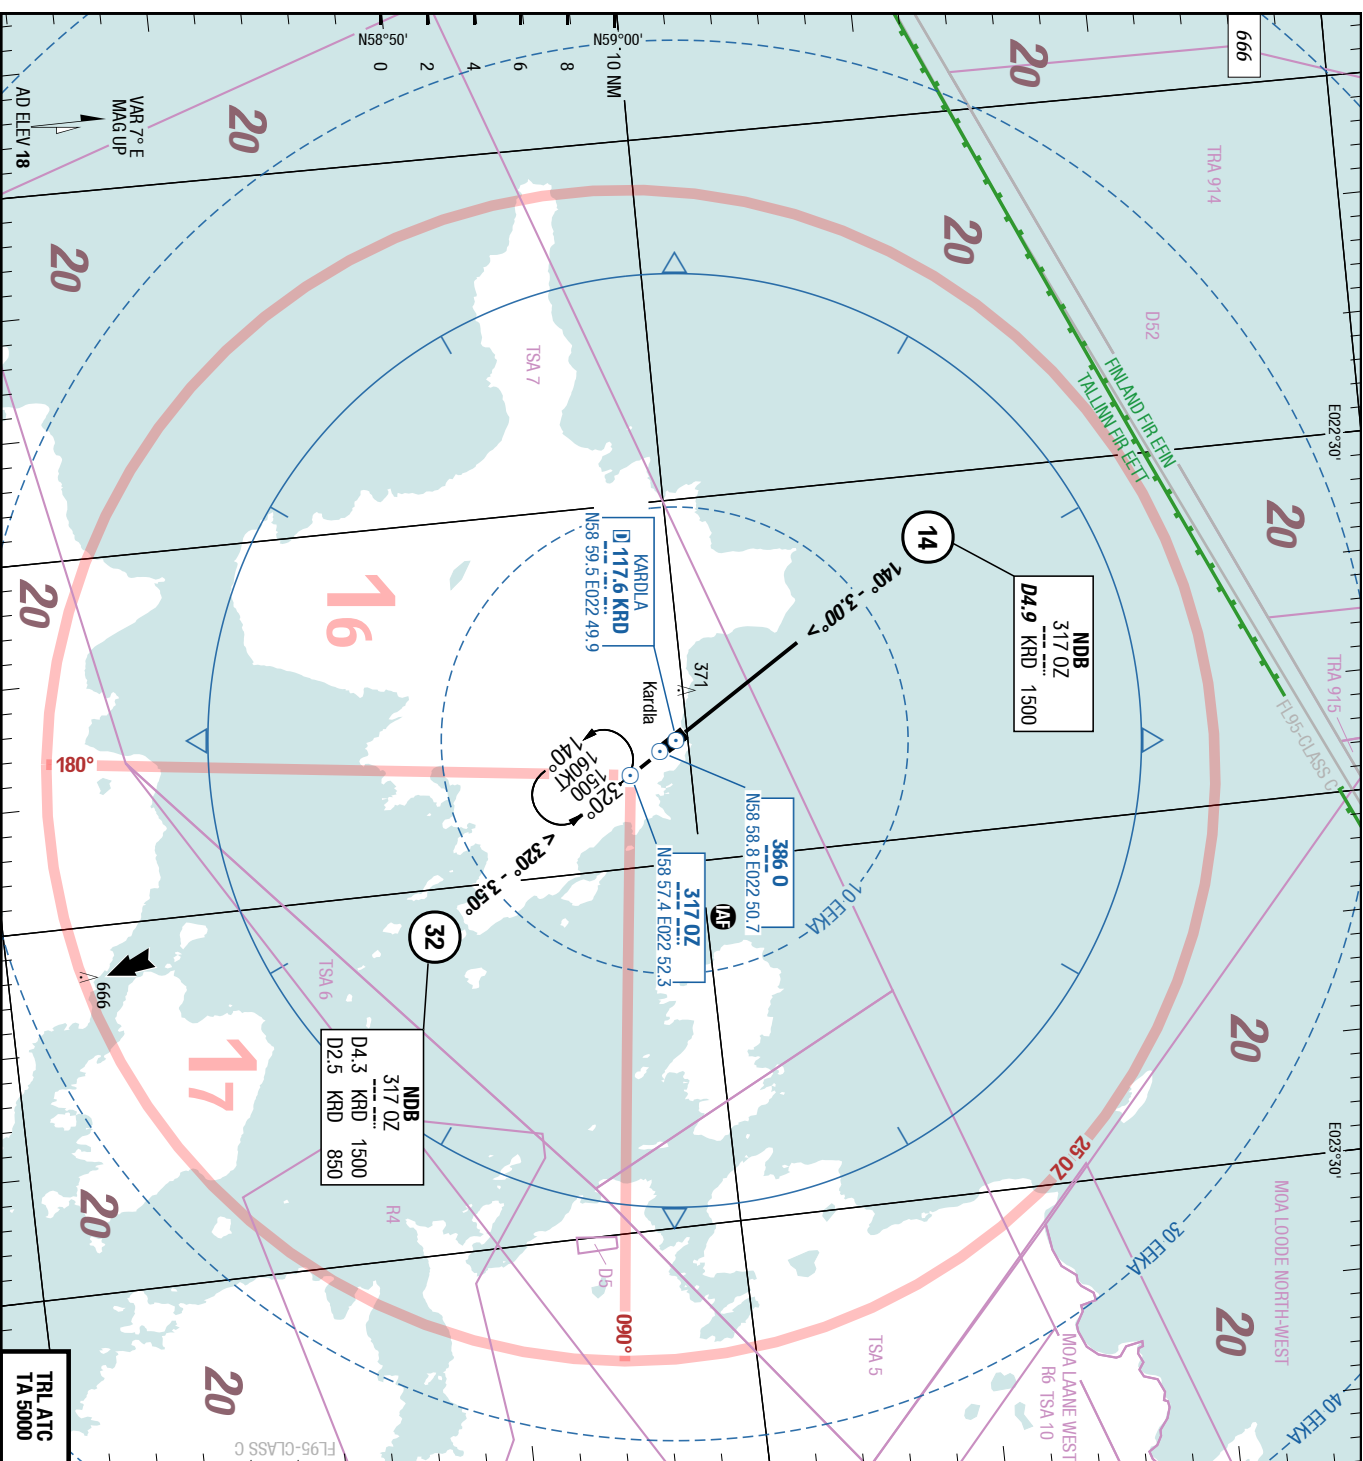 666
20
TRA 914
D52
20
20
VAR 7° E
MAG UP
AD ELEV 18
N58°50'
N59°00'
0
2
4
6
8
10 NM
20
TSA 7
FINLAND FIR EFIN
TALLINN FIR EETT
E022°30'
20
TRA 915
FL95-CLASS C
14
140° - 3.00° >
NDB
317 OZ
D4.9 KRD 1500
KARDLA
D 117.6 KRD
N58 59.5 E022 49.9
371
Kardla
16
20
180°
140°
160KT
1500
320°
386 O
N58 58.8 E022 50.7
317 OZ
N58 57.4 E022 52.3
IAF
10 EEKA
< 320° - 3.50°
32
NDB
317 OZ
D4.3 KRD 1500
D2.5 KRD 850
TSA 6
666
17
20
20
R4
D5
090°
25 OZ
E023°30'
30 EEKA
MOA LOODE NORTH-WEST
20
MOA LAANE WEST
R6 TSA 10
TSA 5
40 EEKA
20
FL95-CLASS C
TRL ATC
TA 5000